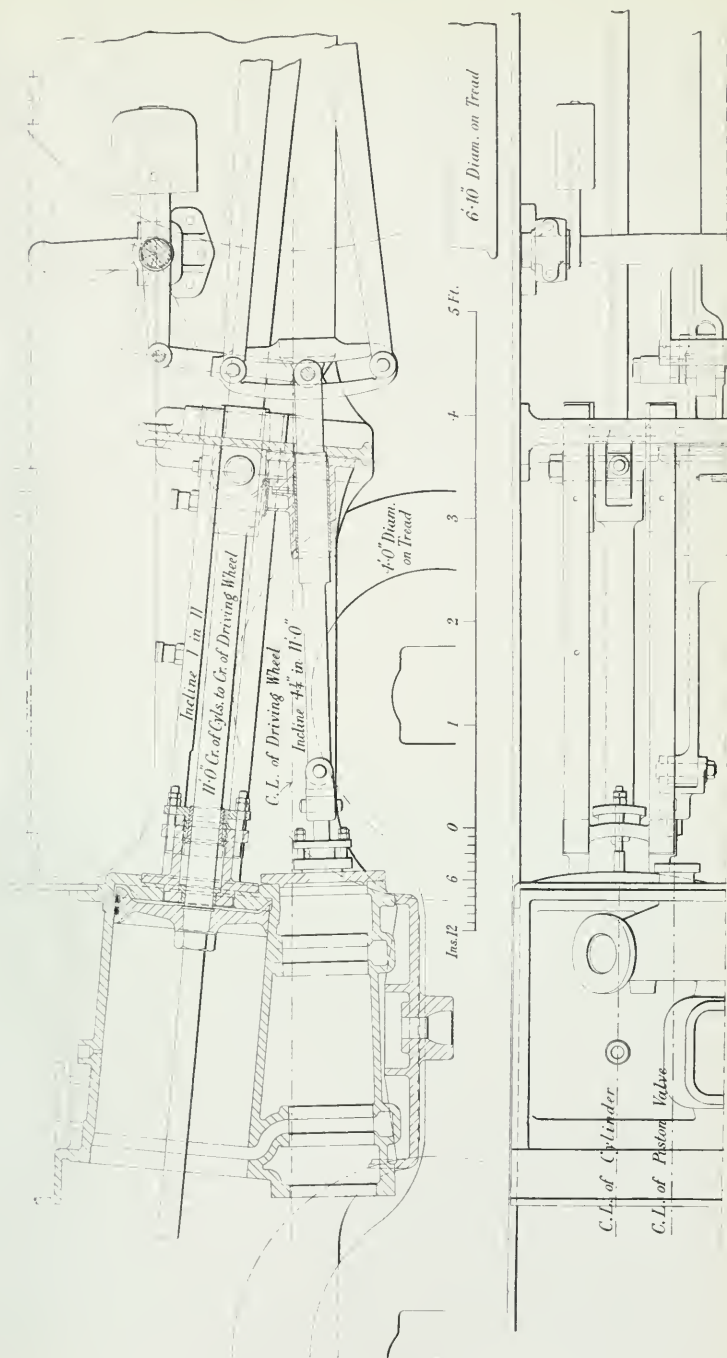 Incline 1 in 11
11'·0" Cr. of Cyls. to Cr. of Driving Wheel
C.L. of Driving Wheel
Incline 4¼" in 11'·0"
4'·0" Diam.
on Tread
6'·10" Diam. on Tread
Ins. 12 6 0 1 2 3 4 5 Ft.
C.L. of Cylinder
C.L. of Piston Valve